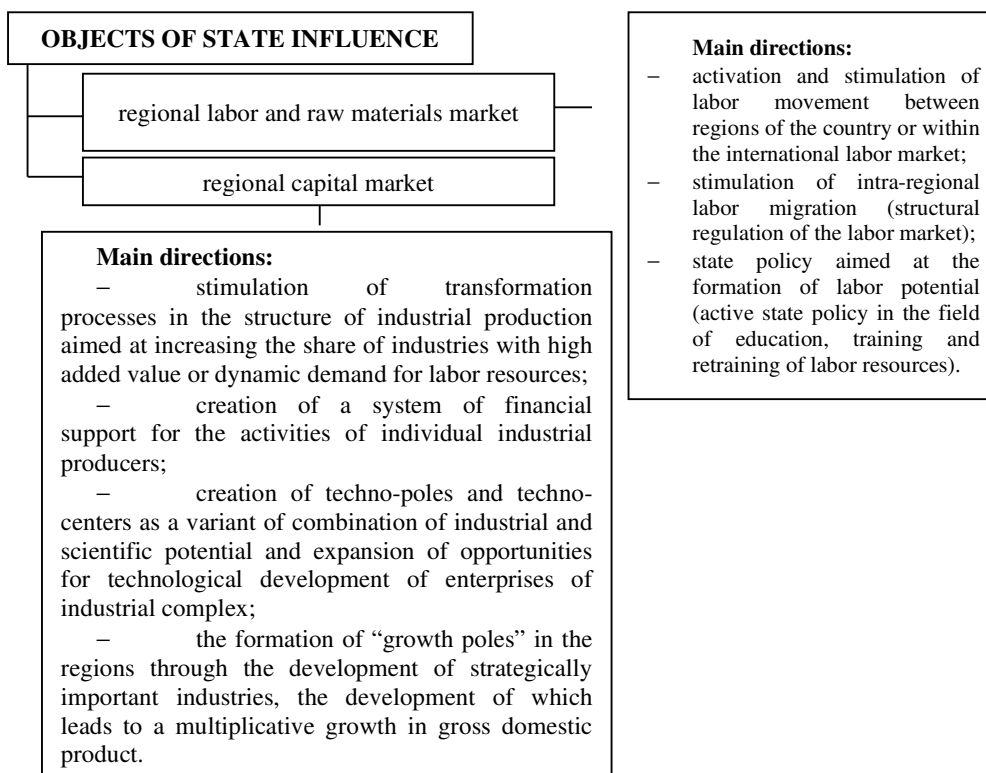 OBJECTS OF STATE INFLUENCE
regional labor and raw materials market
regional capital market
Main directions:
– stimulation of transformation
processes in the structure of industrial production
aimed at increasing the share of industries with high
added value or dynamic demand for labor resources;
– creation of a system of financial
support for the activities of individual industrial
producers;
– creation of techno-poles and techno-
centers as a variant of combination of industrial and
scientific potential and expansion of opportunities
for technological development of enterprises of
industrial complex;
– the formation of “growth poles” in the
regions through the development of strategically
important industries, the development of which
leads to a multiplicative growth in gross domestic
product.
Main directions:
– activation and stimulation of
labor movement between
regions of the country or within
the international labor market;
– stimulation of intra-regional
labor migration (structural
regulation of the labor market);
– state policy aimed at the
formation of labor potential
(active state policy in the field
of education, training and
retraining of labor resources).